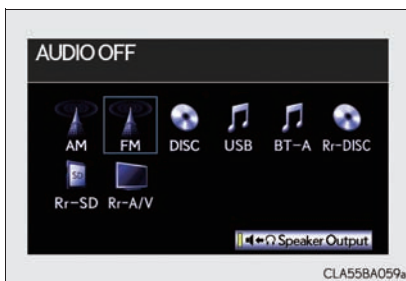 AUDIO OFF
AM FM DISC USB BT-A Rr-DISC
SD
Rr-SD Rr-A/V
Speaker Output
CLA55BA059a